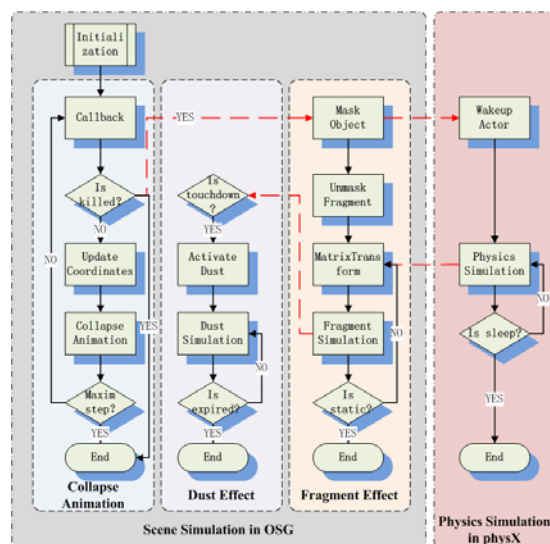 Initiali
zation
Callback
YES
Mask
Object
Wakeup
Actor
Is
killed?
Is
touchdown
?
Unmask
Fragment
NO
YES
NO
Update
Coordinates
Activate
Dust
MatrixTransf
orm
Physics
Simulation
NO
YES
Collapse
Animation
Dust
Simulation
Fragment
Simulation
NO
Is sleep?
NO
Maxim
step?
Is
expired?
Is
static?
YES
YES
YES
YES
End
End
End
End
Collapse
Animation
Dust Effect
Fragment Effect
Scene Simulation in OSG
Physics Simulation
in physX